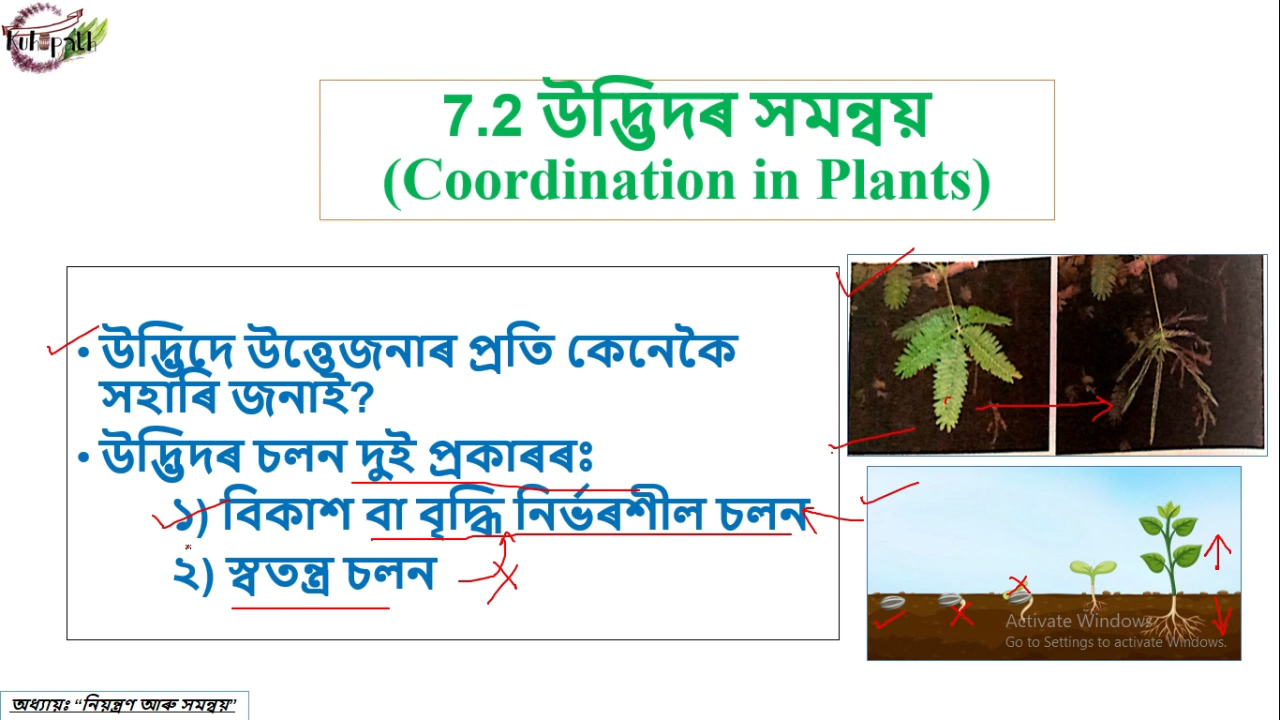 Kuhipath
7.2 উদ্ভিদৰ সমন্বয়
(Coordination in Plants)
• উদ্ভিদে উত্তেজনাৰ প্ৰতি কেনেকৈ
সহাৰি জনাই?
• উদ্ভিদৰ চলন দুই প্ৰকাৰৰঃ
১) বিকাশ বা বৃদ্ধি নিৰ্ভৰশীল চলন
২) স্বতন্ত্ৰ চলন
Activate Windows
Go to Settings to activate Windows.
অধ্যায়ঃ “নিয়ন্ত্ৰণ আৰু সমন্বয়”